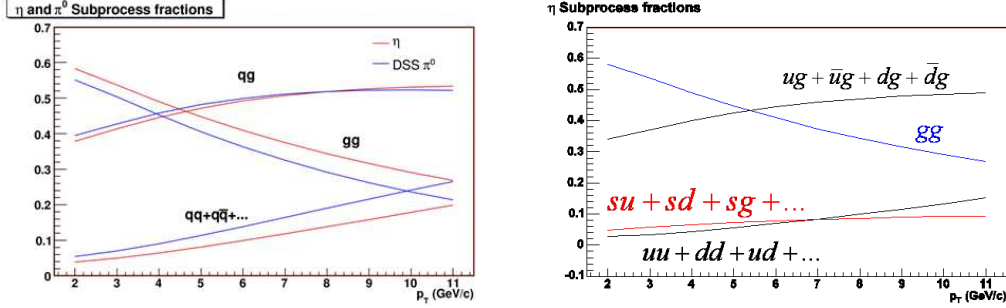 η and π⁰ Subprocess fractions
0.7
0.6
0.5
0.4
0.3
0.2
0.1
0
η
DSS π⁰
qg
gg
qq+qq̅+...
2 3 4 5 6 7 8 9 10 11
p_T (GeV/c)
η Subprocess fractions
0.7
0.6
0.5
0.4
0.3
0.2
0.1
0
-0.1
ug + u̅g + dg + d̅g
gg
su + sd + sg + ...
uu + dd + ud + ...
2 3 4 5 6 7 8 9 10 11
p_T (GeV/c)